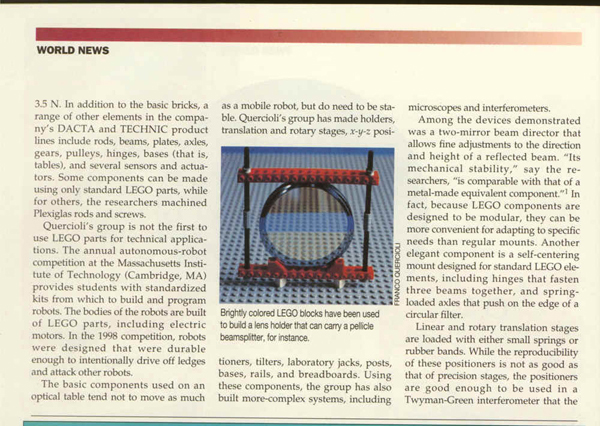 WORLD NEWS
3.5 N. In addition to the basic bricks, a
range of other elements in the compa-
ny's DACTA and TECHNIC product
lines include rods, beams, plates, axles,
gears, pulleys, hinges, bases (that is,
tables), and several sensors and actua-
tors. Some components can be made
using only standard LEGO parts, while
for others, the researchers machined
Plexiglas rods and screws.
Quercioli's group is not the first to
use LEGO parts for technical applica-
tions. The annual autonomous-robot
competition at the Massachusetts Insti-
tute of Technology (Cambridge, MA)
provides students with standardized
kits from which to build and program
robots. The bodies of the robots are built
of LEGO parts, including electric
motors. In the 1998 competition, robots
were designed that were durable
enough to intentionally drive off ledges
and attack other robots.
The basic components used on an
optical table tend not to move as much
as a mobile robot, but do need to be sta-
ble. Quercioli's group has made holders,
translation and rotary stages, x-y-z posi-
FRANCO QUERCIOLI
Brightly colored LEGO blocks have been used
to build a lens holder that can carry a pellicle
beamsplitter, for instance.
tioners, tilters, laboratory jacks, posts,
bases, rails, and breadboards. Using
these components, the group has also
built more-complex systems, including
microscopes and interferometers.
Among the devices demonstrated
was a two-mirror beam director that
allows fine adjustments to the direction
and height of a reflected beam. "Its
mechanical stability," say the re-
searchers, "is comparable with that of a
metal-made equivalent component."1 In
fact, because LEGO components are
designed to be modular, they can be
more convenient for adapting to specific
needs than regular mounts. Another
elegant component is a self-centering
mount designed for standard LEGO ele-
ments, including hinges that fasten
three beams together, and spring-
loaded axles that push on the edge of a
circular filter.
Linear and rotary translation stages
are loaded with either small springs or
rubber bands. While the reproducibility
of these positioners is not as good as
that of precision stages, the positioners
are good enough to be used in a
Twyman-Green interferometer that the